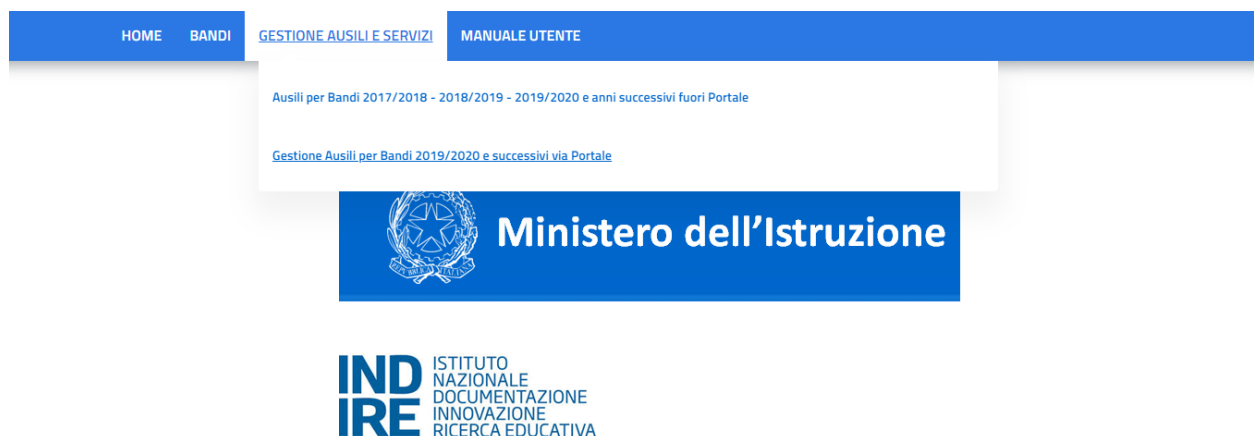 HOME BANDI GESTIONE AUSILI E SERVIZI MANUALE UTENTE
Ausili per Bandi 2017/2018 - 2018/2019 - 2019/2020 e anni successivi fuori Portale
Gestione Ausili per Bandi 2019/2020 e successivi via Portale
REPVBBLICA ITALIANA
Ministero dell'Istruzione
IND
IRE
ISTITUTO
NAZIONALE
DOCUMENTAZIONE
INNOVAZIONE
RICERCA EDUCATIVA